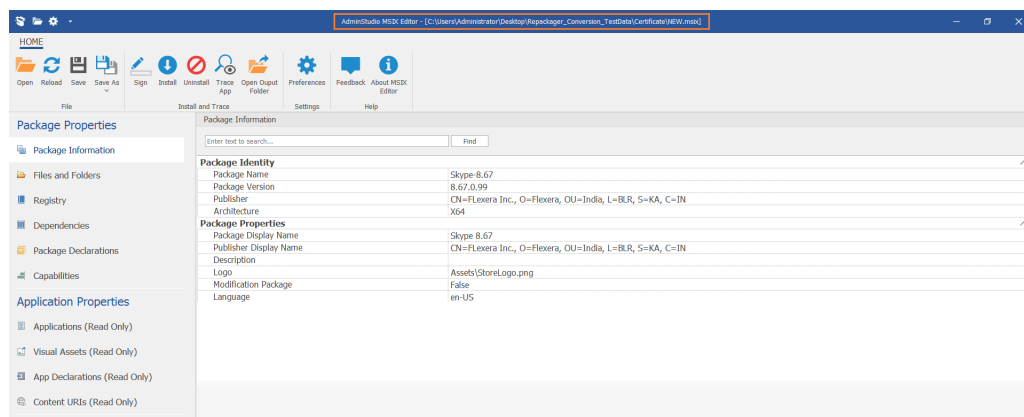 AdminStudio MSIX Editor - [C:\Users\Administrator\Desktop\Repackager_Conversion_TestData\Certificate\NEW.msix]
HOME
Open Reload Save Save As Sign Install Uninstall Trace App Open Ouput Folder Preferences Feedback About MSIX Editor
File Install and Trace Settings Help
Package Properties
Package Information
Files and Folders
Registry
Dependencies
Package Declarations
Capabilities
Application Properties
Applications (Read Only)
Visual Assets (Read Only)
App Declarations (Read Only)
Content URIs (Read Only)
Package Information
Enter text to search... Find
Package Identity
Package Name Skype-8.67
Package Version 8.67.0.99
Publisher CN=FLexera Inc., O=Flexera, OU=India, L=BLR, S=KA, C=IN
Architecture X64
Package Properties
Package Display Name Skype 8.67
Publisher Display Name CN=FLexera Inc., O=Flexera, OU=India, L=BLR, S=KA, C=IN
Description
Logo Assets\StoreLogo.png
Modification Package False
Language en-US